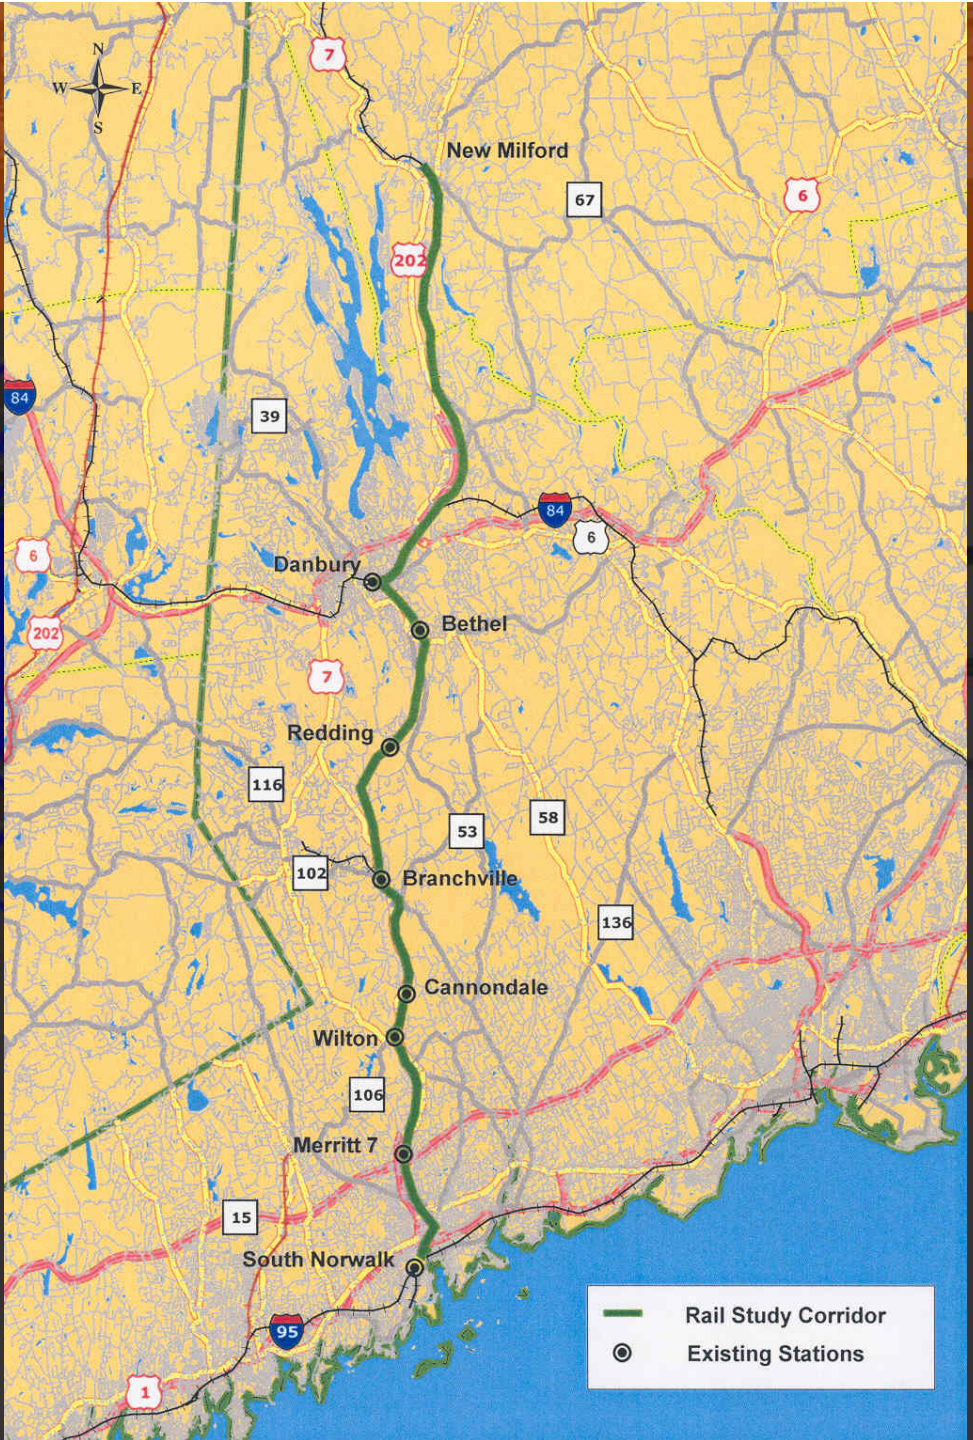 N
W E
S
7
New Milford
67
6
202
84
39
84
6
6
Danbury
Bethel
202
7
Redding
116
58
53
102
Branchville
136
Cannondale
Wilton
106
Merritt 7
15
South Norwalk
95
1
Rail Study Corridor
Existing Stations